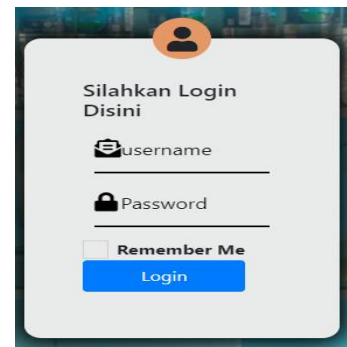 Silahkan Login
Disini
username
Password
Remember Me
Login